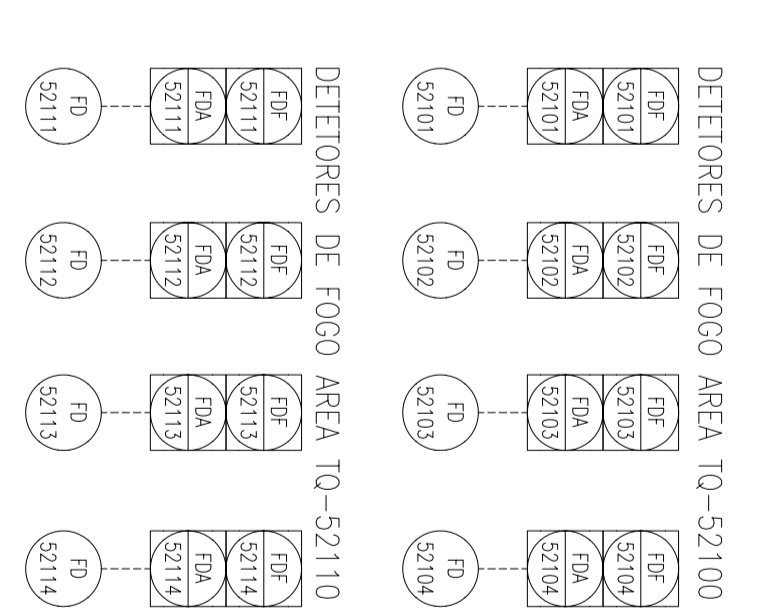 DETETORES DE FOGO AREA TQ-52100
FDF
52101
FDA
52101
FD
52101
FDF
52102
FDA
52102
FD
52102
FDF
52103
FDA
52103
FD
52103
FDF
52104
FDA
52104
FD
52104
DETETORES DE FOGO AREA TQ-52110
FDF
52111
FDA
52111
FD
52111
FDF
52112
FDA
52112
FD
52112
FDF
52113
FDA
52113
FD
52113
FDF
52114
FDA
52114
FD
52114